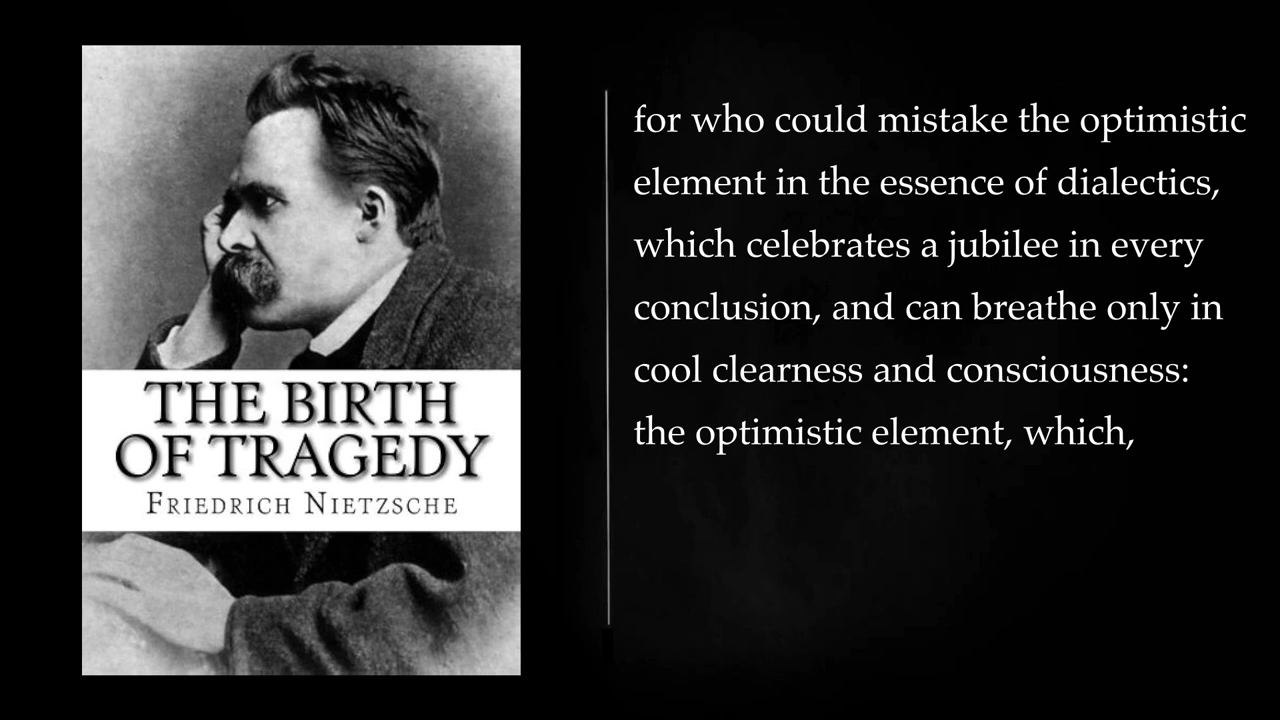 THE BIRTH
OF TRAGEDY
FRIEDRICH NIETZSCHE
for who could mistake the optimistic
element in the essence of dialectics,
which celebrates a jubilee in every
conclusion, and can breathe only in
cool clearness and consciousness:
the optimistic element, which,